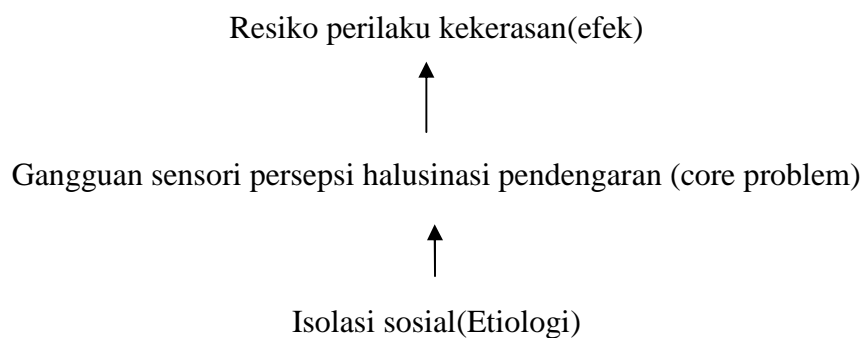 Resiko perilaku kekerasan(efek)
Gangguan sensori persepsi halusinasi pendengaran (core problem)
Isolasi sosial(Etiologi)